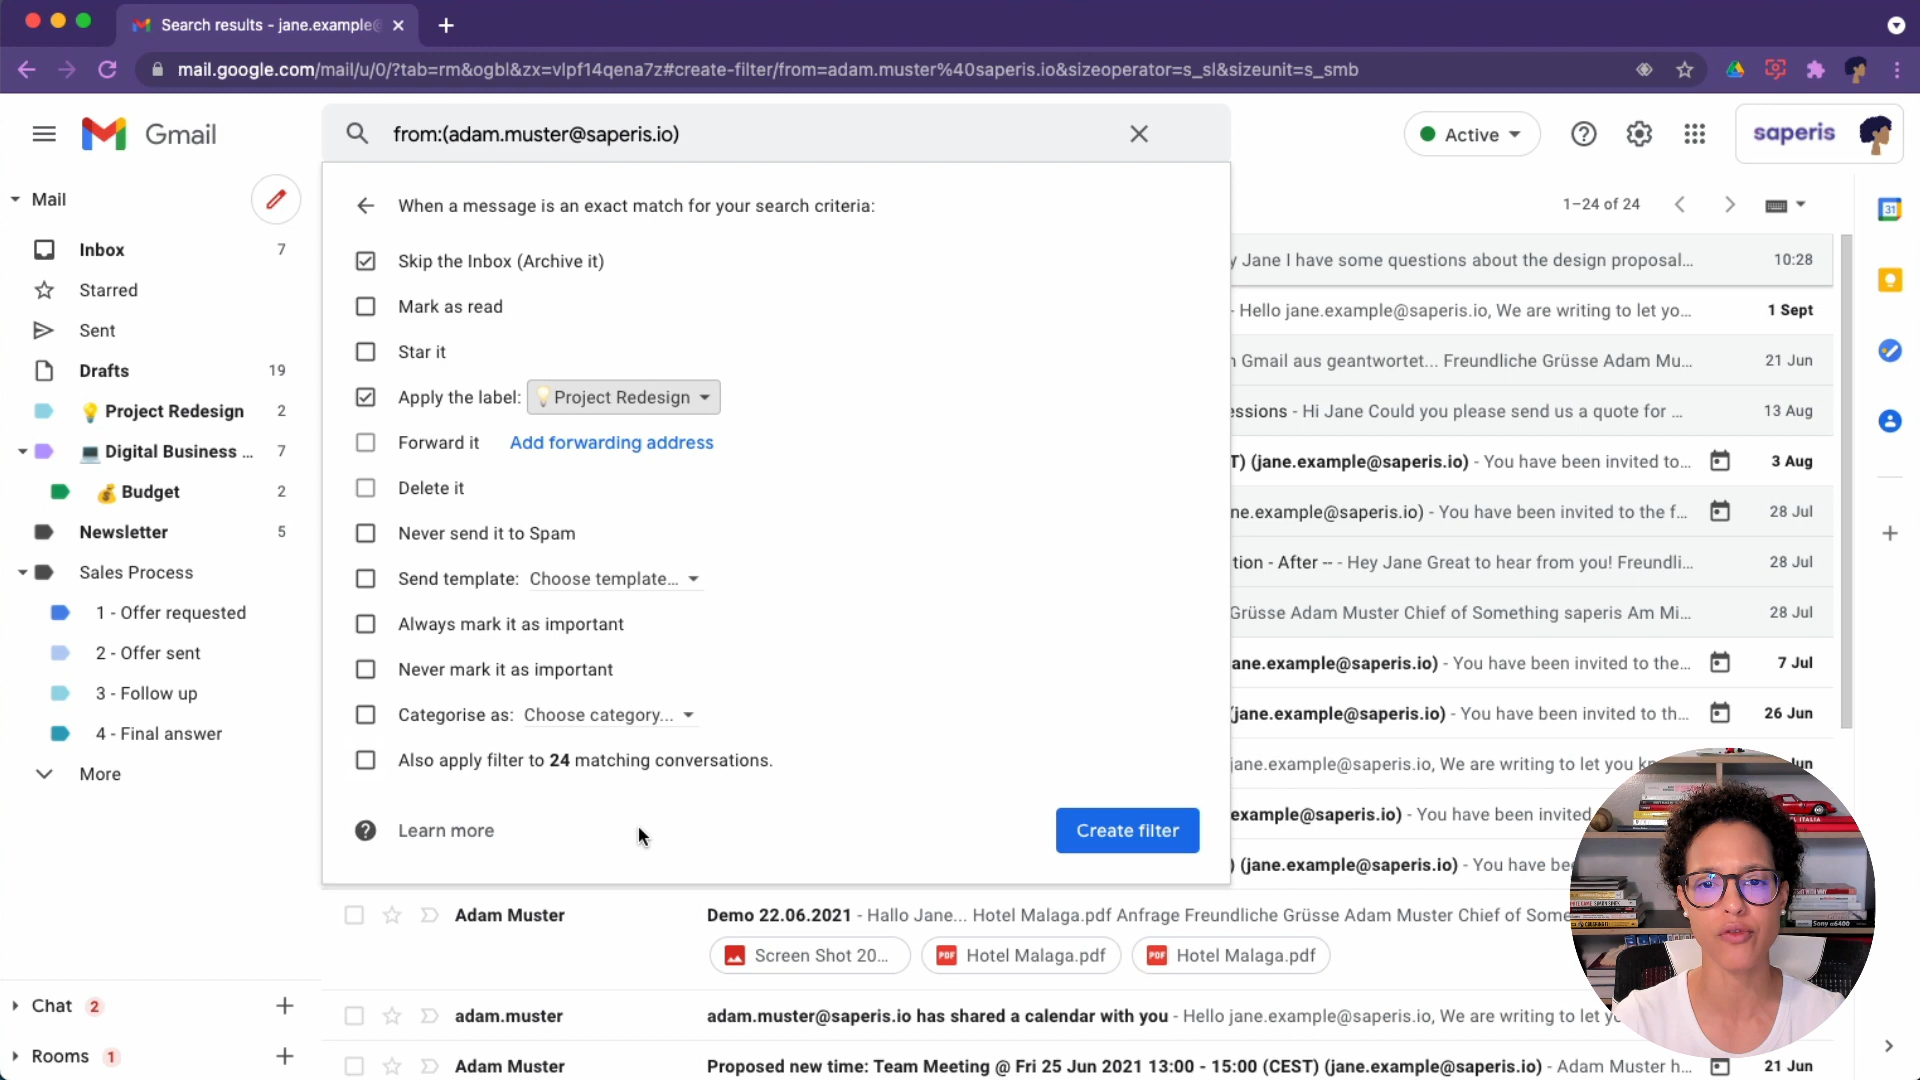 Search results - jane.example@
mail.google.com/mail/u/0/?tab=rm&ogbl&zx=vlpf14qena7z#create-filter/from=adam.muster%40saperis.io&sizeoperator=s_sl&sizeunit=s_smb
Gmail
from:(adam.muster@saperis.io)
Active
saperis
Mail
Inbox 7
Starred
Sent
Drafts 19
Project Redesign 2
Digital Business ... 7
Budget 2
Newsletter 5
Sales Process
1 - Offer requested
2 - Offer sent
3 - Follow up
4 - Final answer
More
Chat 2
Rooms 1
When a message is an exact match for your search criteria:
Skip the Inbox (Archive it)
Mark as read
Star it
Apply the label: Project Redesign
Forward it Add forwarding address
Delete it
Never send it to Spam
Send template: Choose template...
Always mark it as important
Never mark it as important
Categorise as: Choose category...
Also apply filter to 24 matching conversations.
Learn more
Create filter
1–24 of 24
31
y Jane I have some questions about the design proposal... 10:28
- Hello jane.example@saperis.io, We are writing to let yo... 1 Sept
n Gmail aus geantwortet... Freundliche Grüsse Adam Mu... 21 Jun
essions - Hi Jane Could you please send us a quote for ... 13 Aug
T) (jane.example@saperis.io) - You have been invited to... 3 Aug
ne.example@saperis.io) - You have been invited to the f... 28 Jul
tion - After -- - Hey Jane Great to hear from you! Freundli... 28 Jul
Grüsse Adam Muster Chief of Something saperis Am Mi... 28 Jul
ane.example@saperis.io) - You have been invited to the... 7 Jul
(jane.example@saperis.io) - You have been invited to th... 26 Jun
jane.example@saperis.io, We are writing to let you kn
example@saperis.io) - You have been invited
) (jane.example@saperis.io) - You have be
Adam Muster Demo 22.06.2021 - Hallo Jane... Hotel Malaga.pdf Anfrage Freundliche Grüsse Adam Muster Chief of Some
Screen Shot 20... PDF Hotel Malaga.pdf PDF Hotel Malaga.pdf
adam.muster adam.muster@saperis.io has shared a calendar with you - Hello jane.example@saperis.io, We are writing to let y
Adam Muster Proposed new time: Team Meeting @ Fri 25 Jun 2021 13:00 - 15:00 (CEST) (jane.example@saperis.io) - Adam Muster h... 21 Jun
ITALIA
Sony α6400